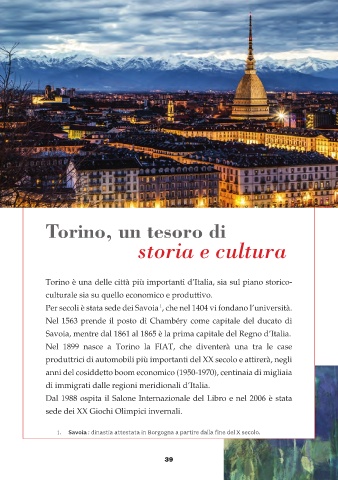 Torino, un tesoro di
storia e cultura
Torino è una delle città più importanti d’Italia, sia sul piano storico-
culturale sia su quello economico e produttivo.
Per secoli è stata sede dei Savoia¹, che nel 1404 vi fondano l’università.
Nel 1563 prende il posto di Chambéry come capitale del ducato di
Savoia, mentre dal 1861 al 1865 è la prima capitale del Regno d’Italia.
Nel 1899 nasce a Torino la FIAT, che diventerà una tra le case
produttrici di automobili più importanti del XX secolo e attirerà, negli
anni del cosiddetto boom economico (1950-1970), centinaia di migliaia
di immigrati dalle regioni meridionali d’Italia.
Dal 1988 ospita il Salone Internazionale del Libro e nel 2006 è stata
sede dei XX Giochi Olimpici invernali.
1. Savoia: dinastia attestata in Borgogna a partire dalla fine del X secolo.
39